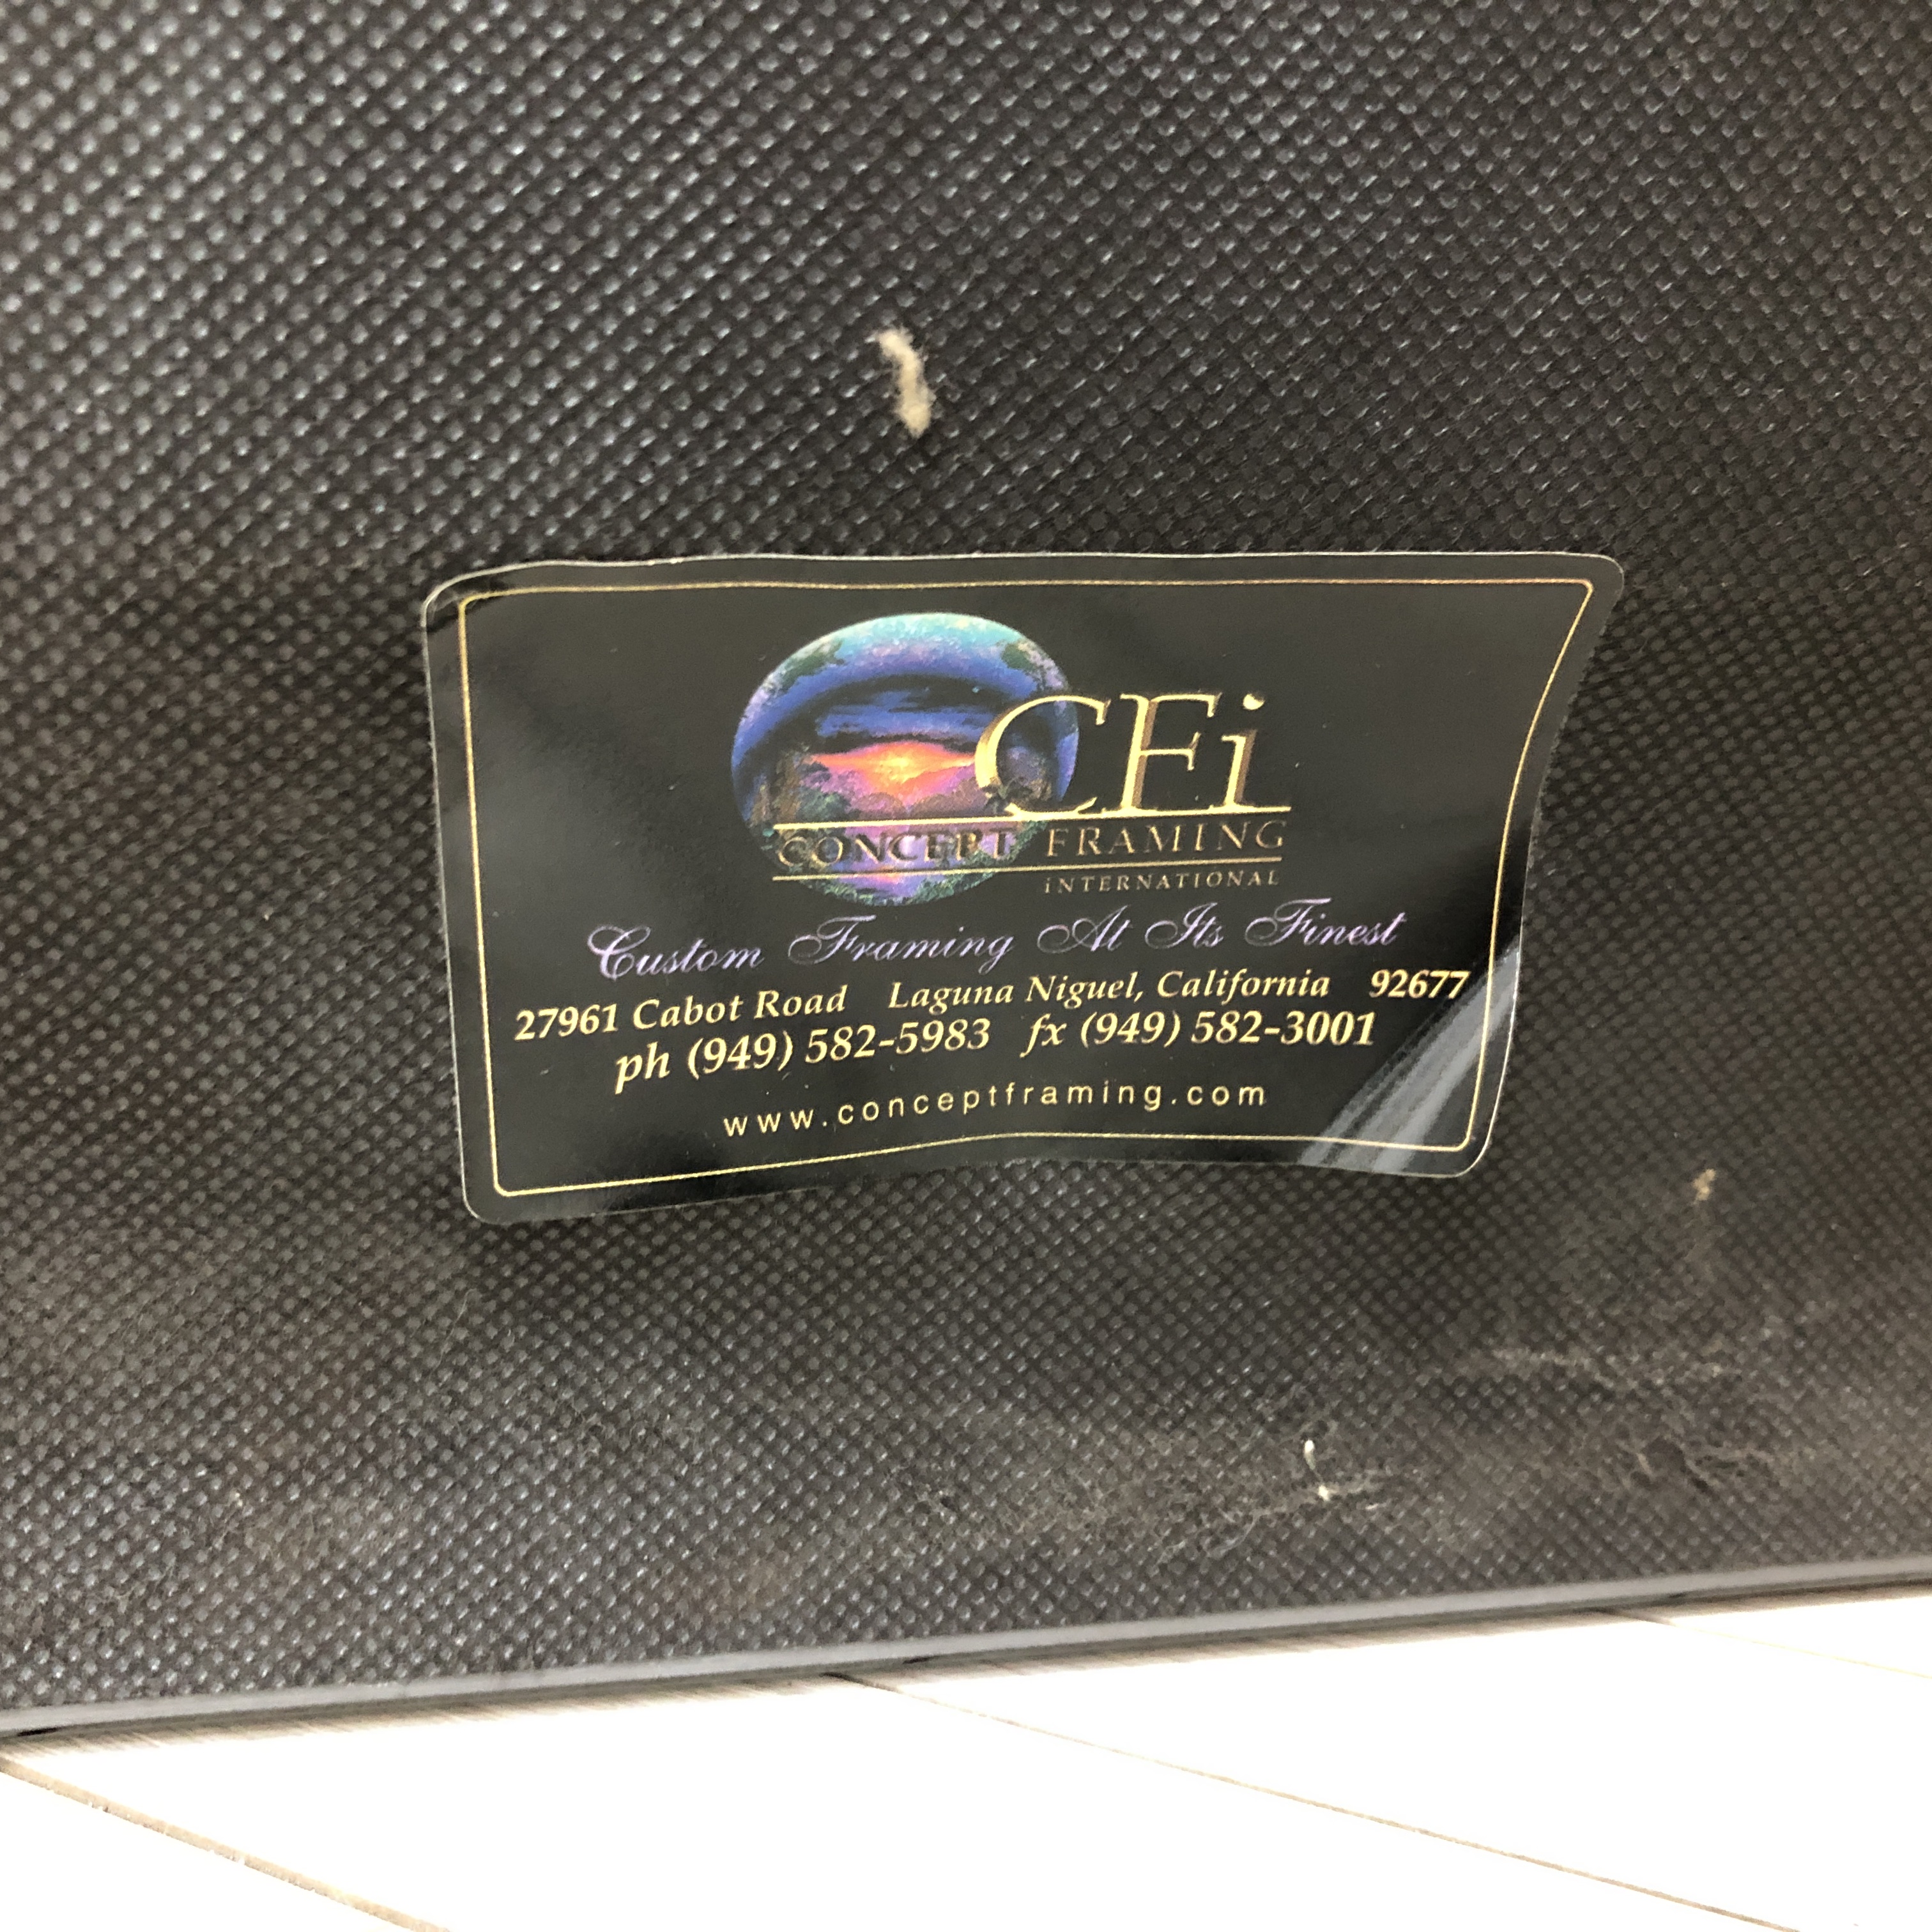 CFi
CONCEPT FRAMING
INTERNATIONAL
Custom Framing At Its Finest
27961 Cabot Road Laguna Niguel, California 92677
ph (949) 582-5983 fx (949) 582-3001
www.conceptframing.com